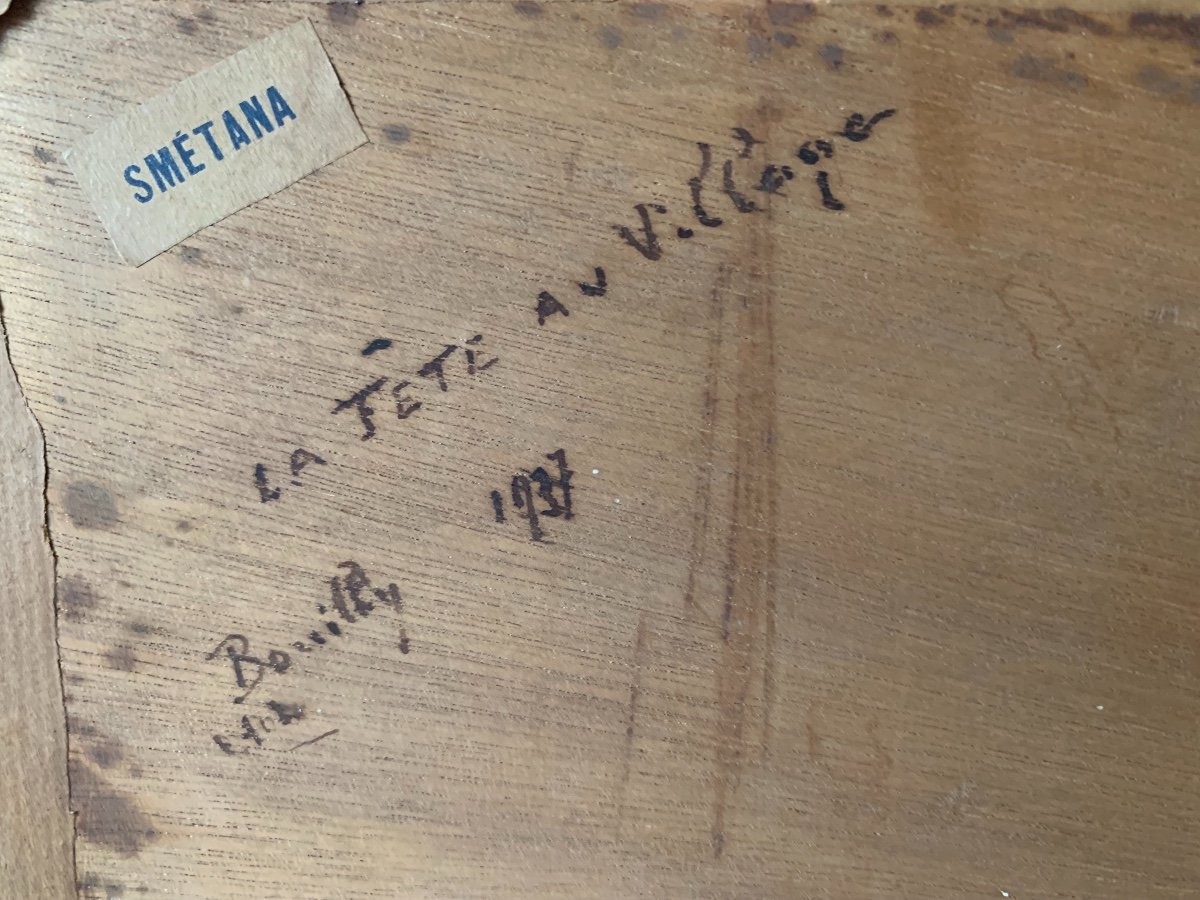 SMÉTANA
LA FÊTE AU Village
1937
Bouilly